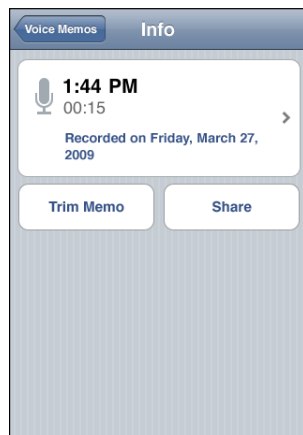 Voice Memos
Info
1:44 PM
00:15
Recorded on Friday, March 27,
2009
Trim Memo
Share